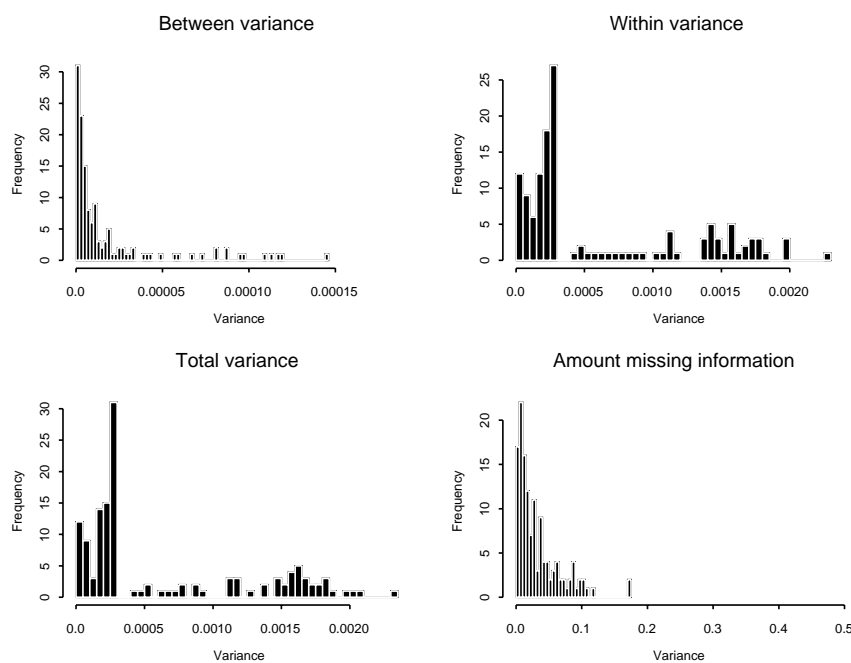 Between variance
Frequency
0 5 10 15 20 25 30
0.0 0.00005 0.00010 0.00015
Variance
Within variance
Frequency
0 5 10 15 20 25
0.0 0.0005 0.0010 0.0015 0.0020
Variance
Total variance
Frequency
0 5 10 15 20 25 30
0.0 0.0005 0.0010 0.0015 0.0020
Variance
Amount missing information
Frequency
0 5 10 15 20
0.0 0.1 0.2 0.3 0.4 0.5
Variance